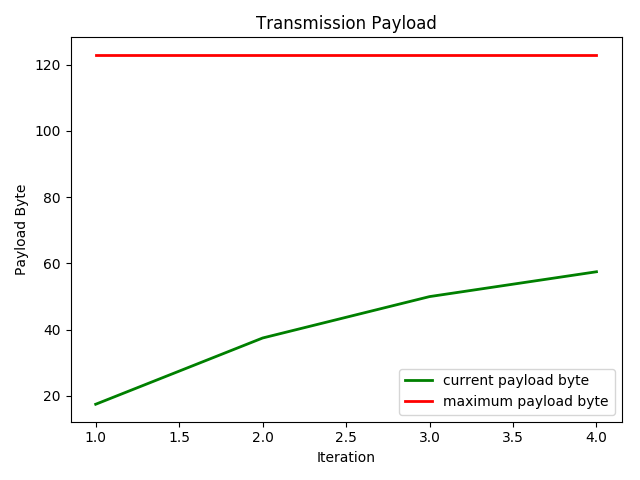 Transmission Payload
Payload Byte
120
100
80
60
40
20
current payload byte
maximum payload byte
1.0 1.5 2.0 2.5 3.0 3.5 4.0
Iteration